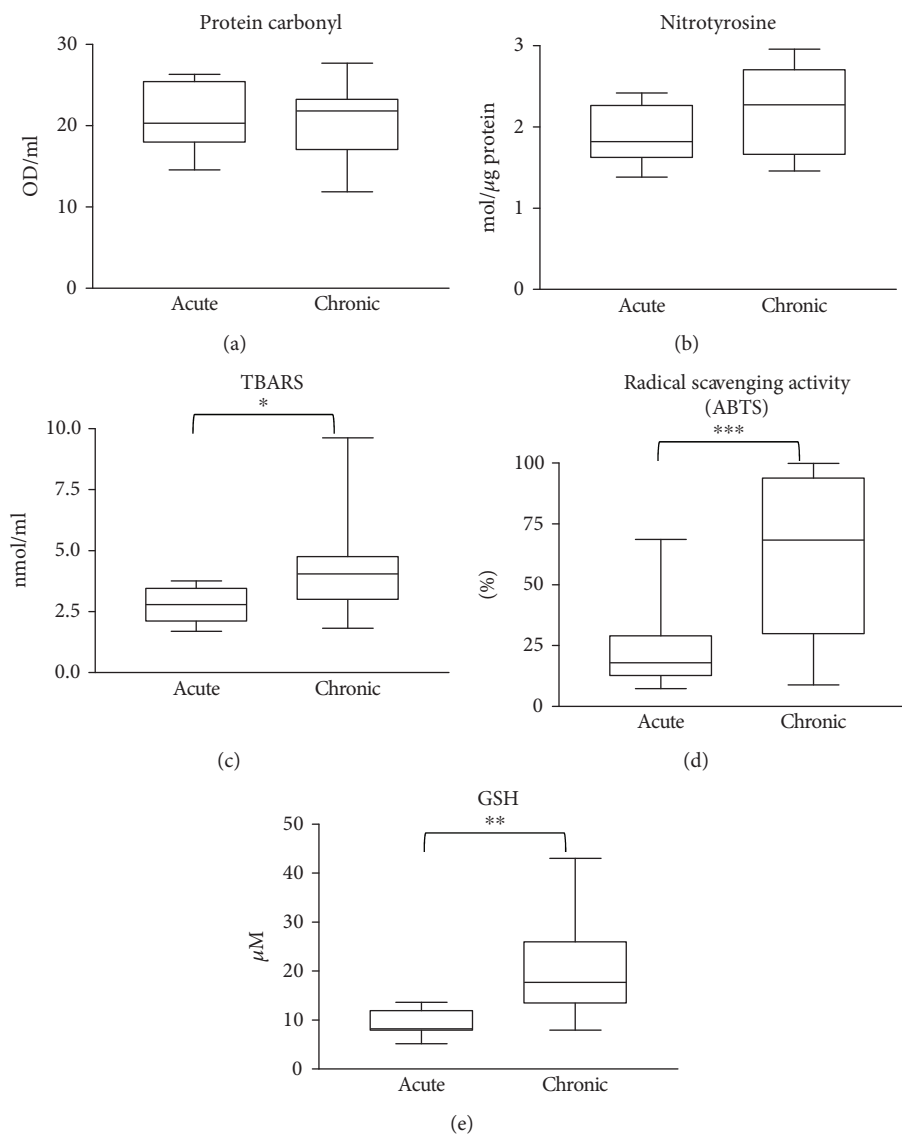 Protein carbonyl
30
20
10
0
OD/ml
Acute Chronic
(a)
Nitrotyrosine
3
2
1
0
mol/µg protein
Acute Chronic
(b)
TBARS
*
10.0
7.5
5.0
2.5
0.0
nmol/ml
Acute Chronic
(c)
Radical scavenging activity
(ABTS)
***
100
75
50
25
0
(%)
Acute Chronic
(d)
GSH
**
50
40
30
20
10
0
µM
Acute Chronic
(e)